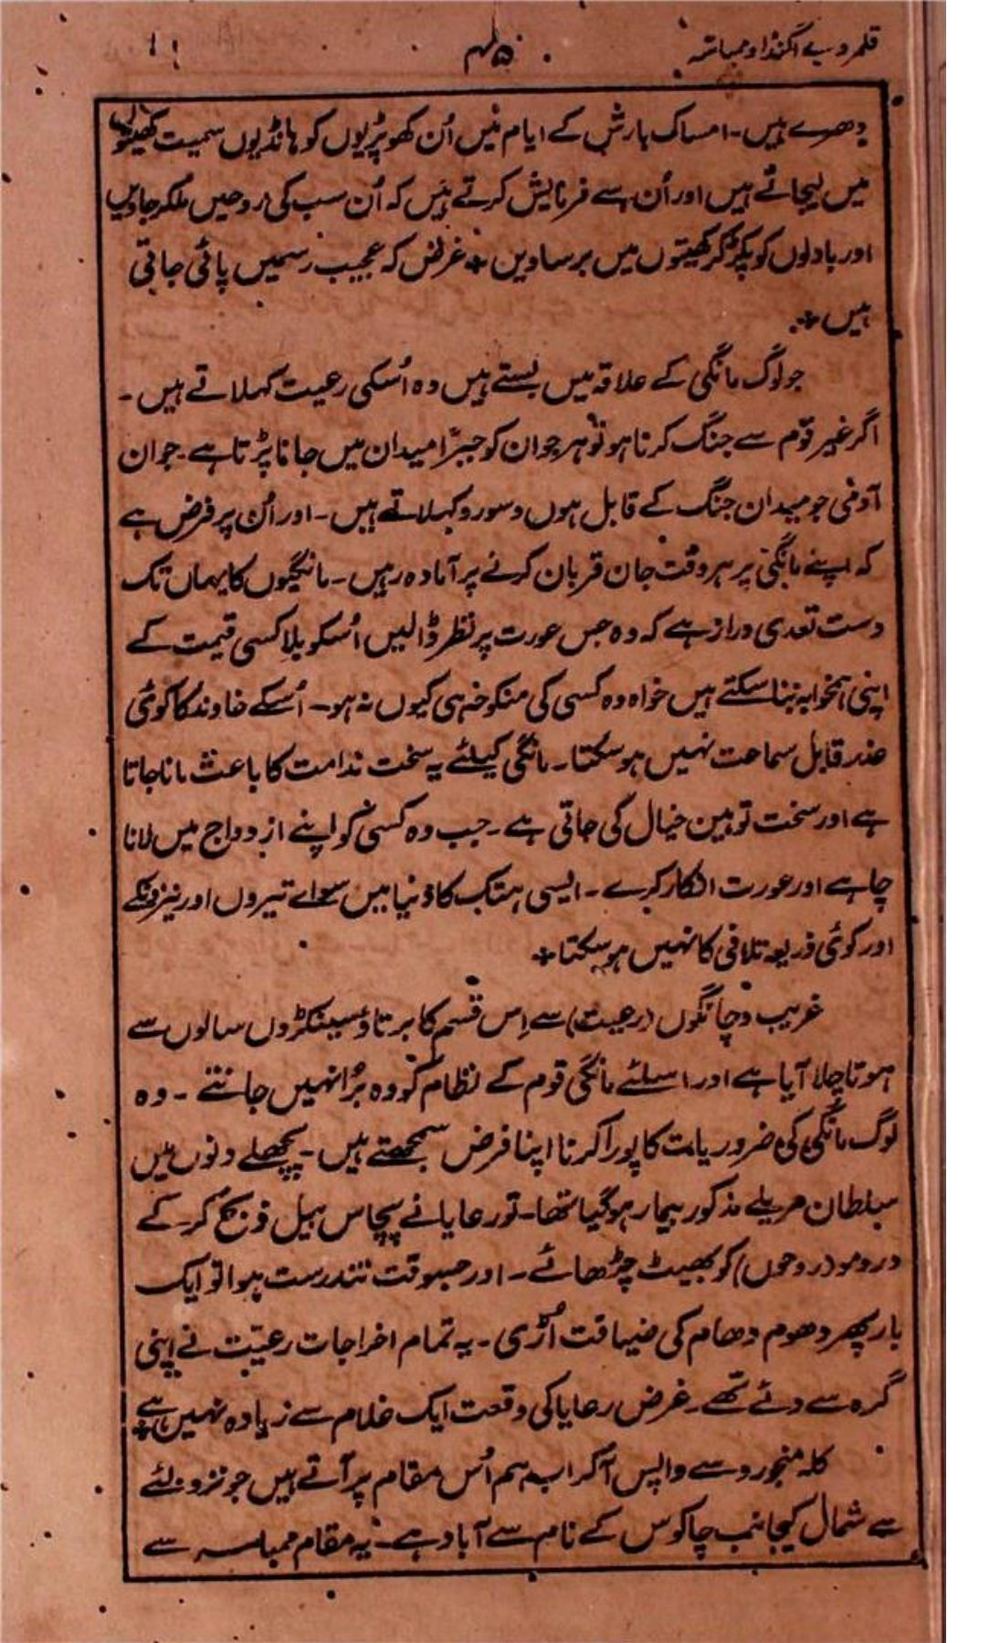 قلمرو سے اگنڈا و ممباسہ ۴۵
دھرے ہیں۔ امساک بارش کے ایام میں اُن کھوپڑیوں کو ہانڈیوں سمیت کھیتوں
میں لیجاتے ہیں اور اُن سے فرمایش کرتے ہیں کہ اُن سب کی روحیں ملکر جاویں
اور بادلوں کو پکڑ کر کھیتوں میں برساویں ٭ غرض کہ عجیب رسمیں پائی جاتی
ہیں ٭
جو لوگ مانگی کے علاقہ میں بستے ہیں وہ اُسکی رعیت کہلاتے ہیں۔
اگر غیر قوم سے جنگ کرنا ہو تو ہر جوان کو جبراً میدان میں جانا پڑتا ہے۔ جوان
آدمی جو میدان جنگ کے قابل ہوں وسورو کہلاتے ہیں۔ اور اُن پر فرض ہے
کہ اپنے مانگی پر ہر وقت جان قربان کرنے پر آمادہ رہیں۔ مانگیوں کا یہاں تک
دست تعدی دراز ہے کہ وہ جس عورت پر نظر ڈالیں اُسکو بلا کسی قیمت کے
اپنی ہمخوابہ بنا سکتے ہیں خواہ وہ کسی کی منکوحہ ہی کیوں نہ ہو۔ اُسکے خاوند کا کوئی
عذر قابل سماعت نہیں ہو سکتا۔ مانگی کیلئے یہ سخت ندامت کا باعث مانا جاتا
ہے اور سخت توہین خیال کی جاتی ہے۔ جب وہ کسی کو اپنے ازدواج میں لانا
چاہے اور عورت انکار کرے۔ ایسی ہتک کا دنیا میں سواے تیروں اور نیزونکے
اور کوئی ذریعہ تلافی کا نہیں ہو سکتا ٭
غریب وچانگوں (رعیت) سے اِس قسم کا برتاؤ سینکڑوں سالوں سے
ہوتا چلا آیا ہے اور اسلئے مانگی قوم کے نظام کو وہ بُرا نہیں جانتے۔ وہ
لوگ مانگی کی ضروریات کا پورا کرنا اپنا فرض سمجھتے ہیں۔ پچھلے دنوں میں
سلطان مریلے مذکور بیمار ہو گیا تھا۔ تو رعایا نے پچاس بیل ذبح کر کے
دروموز (روحوں) کو بھینٹ چڑھائے۔ اور جسوقت تندرست ہوا تو ایک
بار پھر دھوم دھام کی ضیافت اُڑی۔ یہ تمام اخراجات رعیّت نے اپنی
گرہ سے دئے تھے۔ غرض رعایا کی وقعت ایک غلام سے زیادہ نہیں ہے ٭
کلہ منجورو سے واپس آکر اب ہم اُس مقام پر آتے ہیں جو
سے شمال کیجانب چاکوس کے نام سے آباد ہے۔ یہ مقام ممباسہ سے